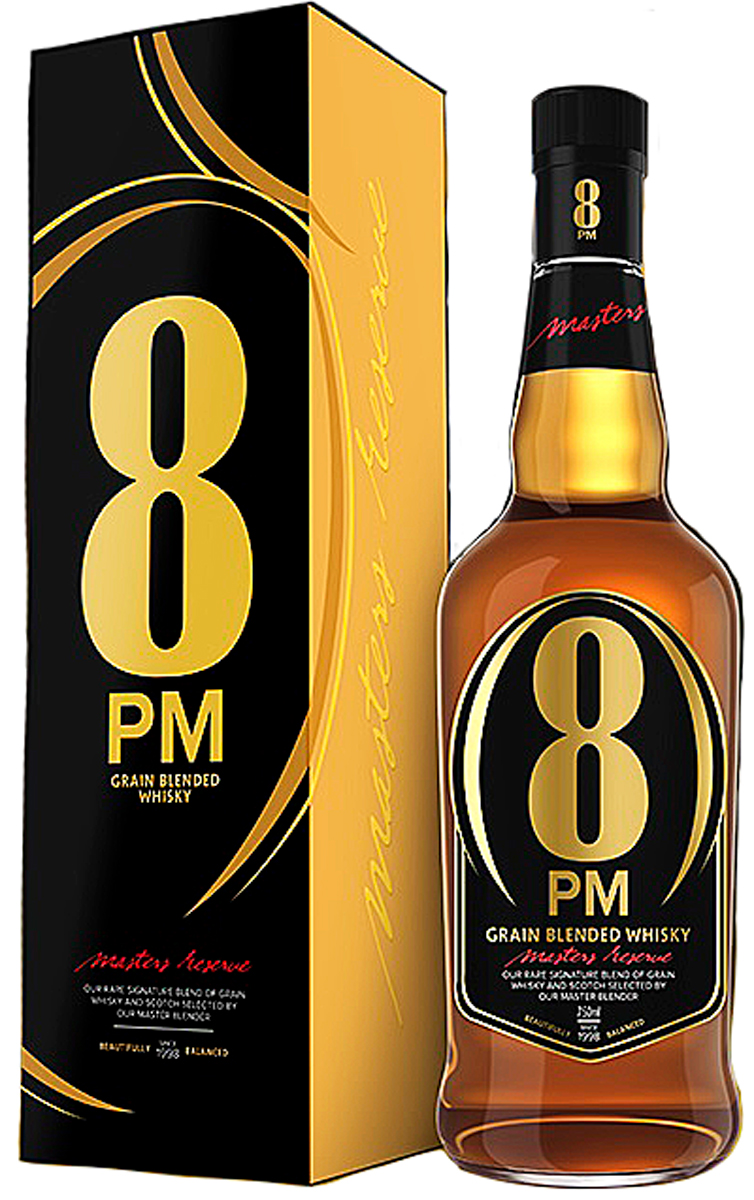 8
PM
GRAIN BLENDED
WHISKY
Masters Reserve
OUR RARE SIGNATURE BLEND OF GRAIN
WHISKY AND SCOTCH SELECTED BY
OUR MASTER BLENDER
BEAUTIFULLY SINCE 1998 BALANCED
Masters Reserve
8
PM
Masters
8
PM
GRAIN BLENDED WHISKY
Masters Reserve
OUR RARE SIGNATURE BLEND OF GRAIN
WHISKY AND SCOTCH SELECTED BY
OUR MASTER BLENDER
750ml
BEAUTIFULLY SINCE 1998 BALANCED